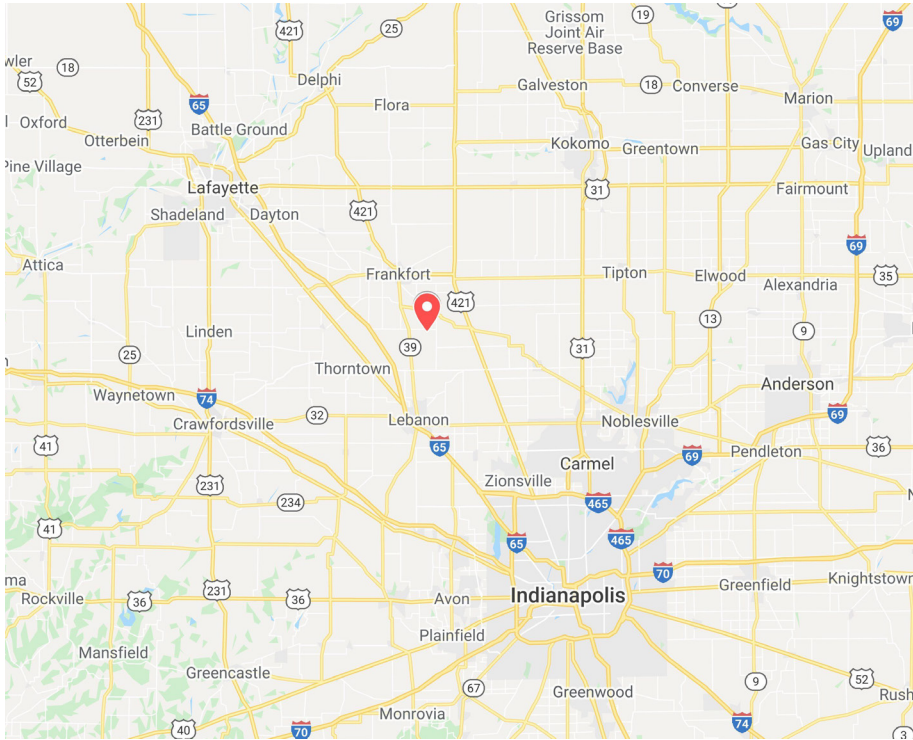 Grissom
Joint Air
Reserve Base
19
69
421
25
wler
18
52
Delphi
Galveston
18
Converse
Marion
65
Flora
231
Oxford
Battle Ground
Otterbein
Kokomo
Greentown
Gas City
Upland
Pine Village
Lafayette
31
Fairmount
421
Shadeland
Dayton
69
Attica
Frankfort
Tipton
Elwood
35
Alexandria
421
13
Linden
9
39
31
25
Thorntown
Anderson
Waynetown
74
32
69
Crawfordsville
Lebanon
Noblesville
41
65
36
Pendleton
69
Carmel
Zionsville
231
234
465
41
65
465
70
ma
Knightstown
Greenfield
Rockville
36
231
36
Avon
Indianapolis
Plainfield
Mansfield
Greencastle
52
9
67
Greenwood
Rush
Monrovia
40
70
74
3